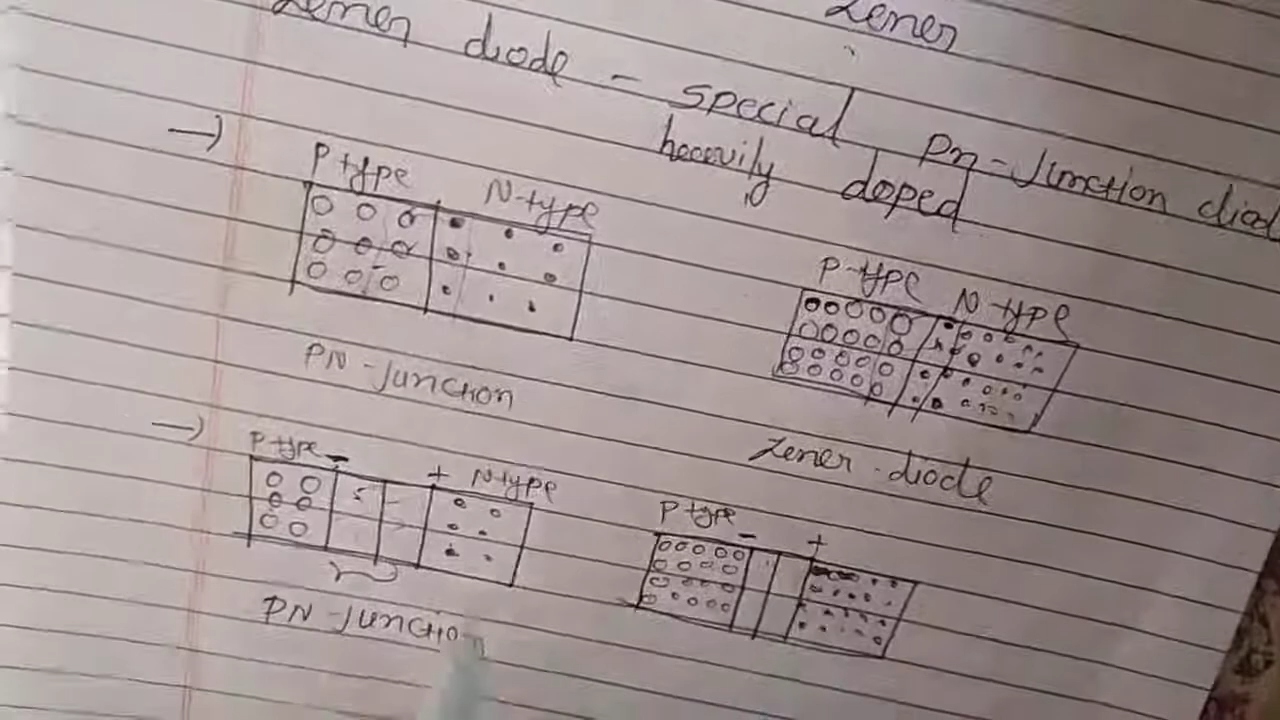 Zener
Zener diode - special Pn-Junction diod
heavily doped
→
P type N-type
P-type N-type
PN-Junction
Zener diode
→
P type - + N-type
P type - +
PN-Junction